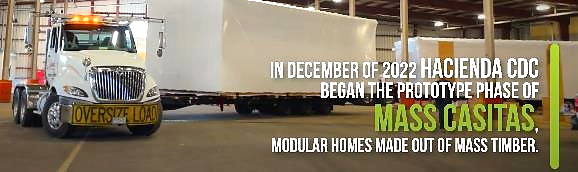 OVERSIZE LOAD
IN DECEMBER OF 2022 HACIENDA CDC
BEGAN THE PROTOTYPE PHASE OF
MASS CASITAS,
MODULAR HOMES MADE OUT OF MASS TIMBER.